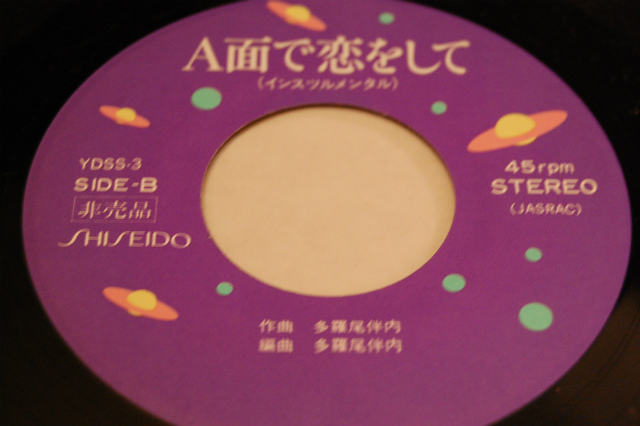 A面で恋をして
(インスツルメンタル)
YDSS-3
SIDE-B
非売品
SHISEIDO
45rpm
STEREO
(JASRAC)
作曲 多羅尾伴内
編曲 多羅尾伴内